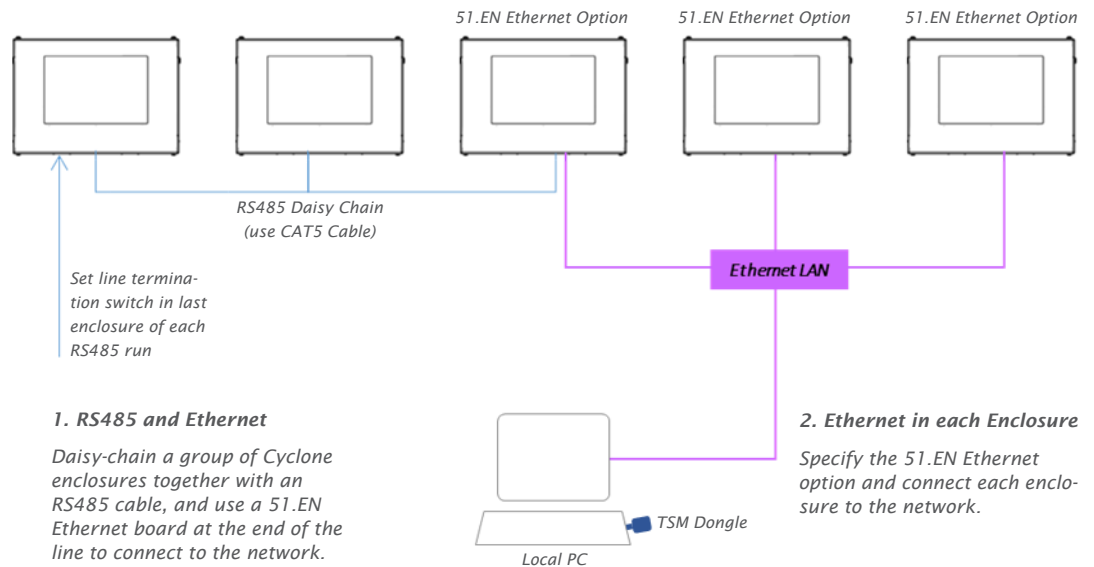 51.EN Ethernet Option
51.EN Ethernet Option
51.EN Ethernet Option
RS485 Daisy Chain
(use CAT5 Cable)
Ethernet LAN
Set line termina-
tion switch in last
enclosure of each
RS485 run
1. RS485 and Ethernet
Daisy-chain a group of Cyclone
enclosures together with an
RS485 cable, and use a 51.EN
Ethernet board at the end of the
line to connect to the network.
2. Ethernet in each Enclosure
Specify the 51.EN Ethernet
option and connect each enclo-
sure to the network.
TSM Dongle
Local PC